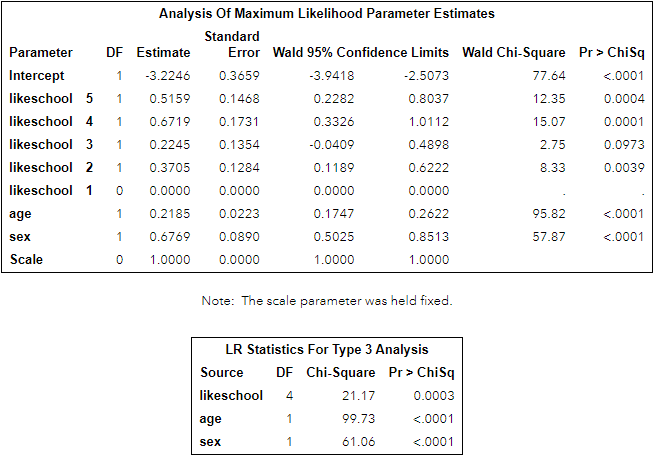 Analysis Of Maximum Likelihood Parameter Estimates
Parameter DF Estimate Standard Error Wald 95% Confidence Limits Wald Chi-Square Pr > ChiSq
Intercept 1 -3.2246 0.3659 -3.9418 -2.5073 77.64 <.0001
likeschool 5 1 0.5159 0.1468 0.2282 0.8037 12.35 0.0004
likeschool 4 1 0.6719 0.1731 0.3326 1.0112 15.07 0.0001
likeschool 3 1 0.2245 0.1354 -0.0409 0.4898 2.75 0.0973
likeschool 2 1 0.3705 0.1284 0.1189 0.6222 8.33 0.0039
likeschool 1 0 0.0000 0.0000 0.0000 0.0000 . .
age 1 0.2185 0.0223 0.1747 0.2622 95.82 <.0001
sex 1 0.6769 0.0890 0.5025 0.8513 57.87 <.0001
Scale 0 1.0000 0.0000 1.0000 1.0000
Note: The scale parameter was held fixed.
LR Statistics For Type 3 Analysis
Source DF Chi-Square Pr > ChiSq
likeschool 4 21.17 0.0003
age 1 99.73 <.0001
sex 1 61.06 <.0001